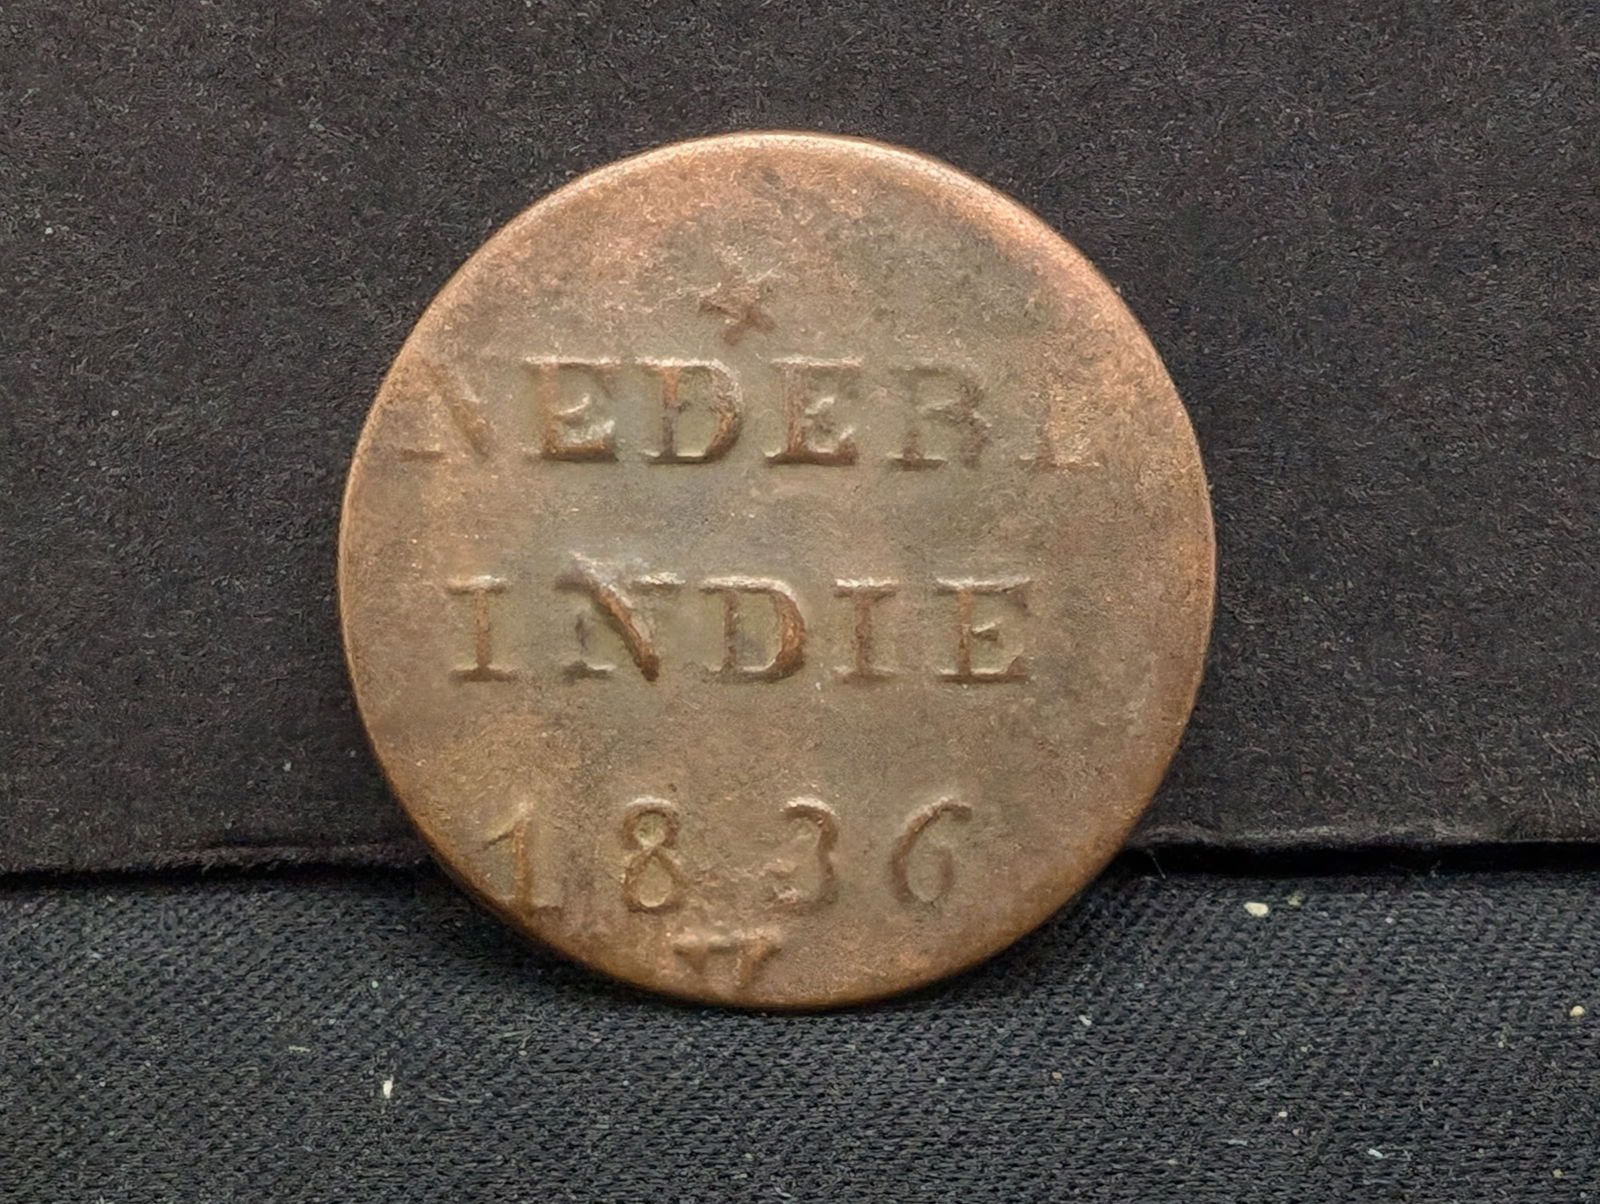 NEDERL
INDIE
1836
V